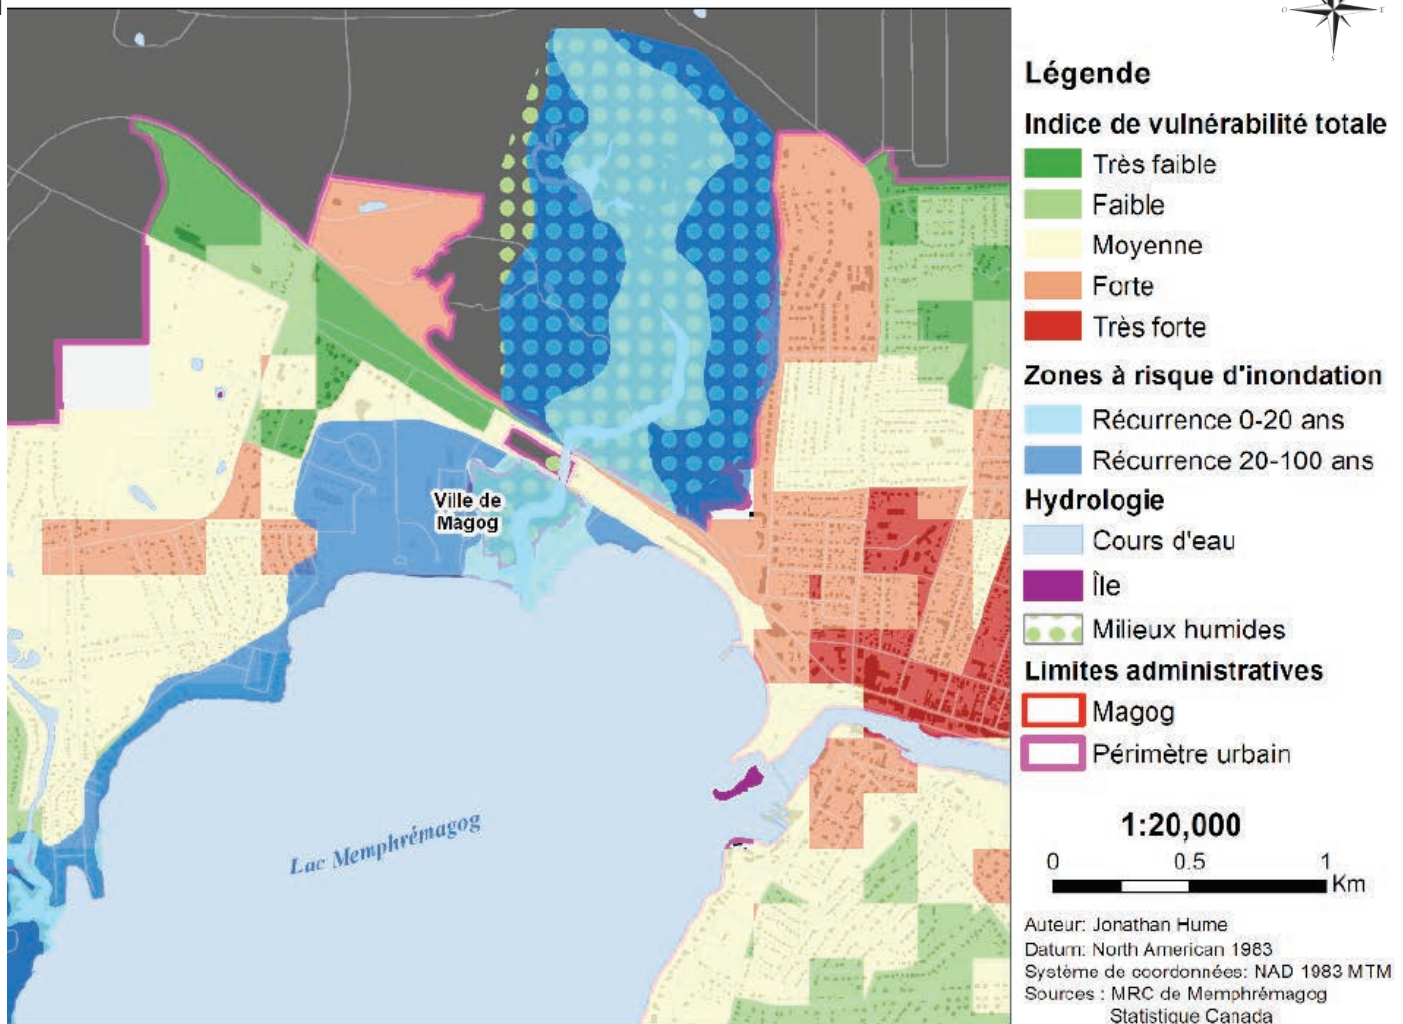 O
E
S
Légende
Indice de vulnérabilité totale
Très faible
Faible
Moyenne
Forte
Très forte
Zones à risque d'inondation
Récurrence 0-20 ans
Récurrence 20-100 ans
Hydrologie
Cours d'eau
Île
Milieux humides
Limites administratives
Magog
Périmètre urbain
1:20,000
0 0.5 1
Km
Auteur: Jonathan Hume
Datum: North American 1983
Système de coordonnées: NAD 1983 MTM
Sources : MRC de Memphrémagog
Statistique Canada
Ville de
Magog
Lac Memphrémagog